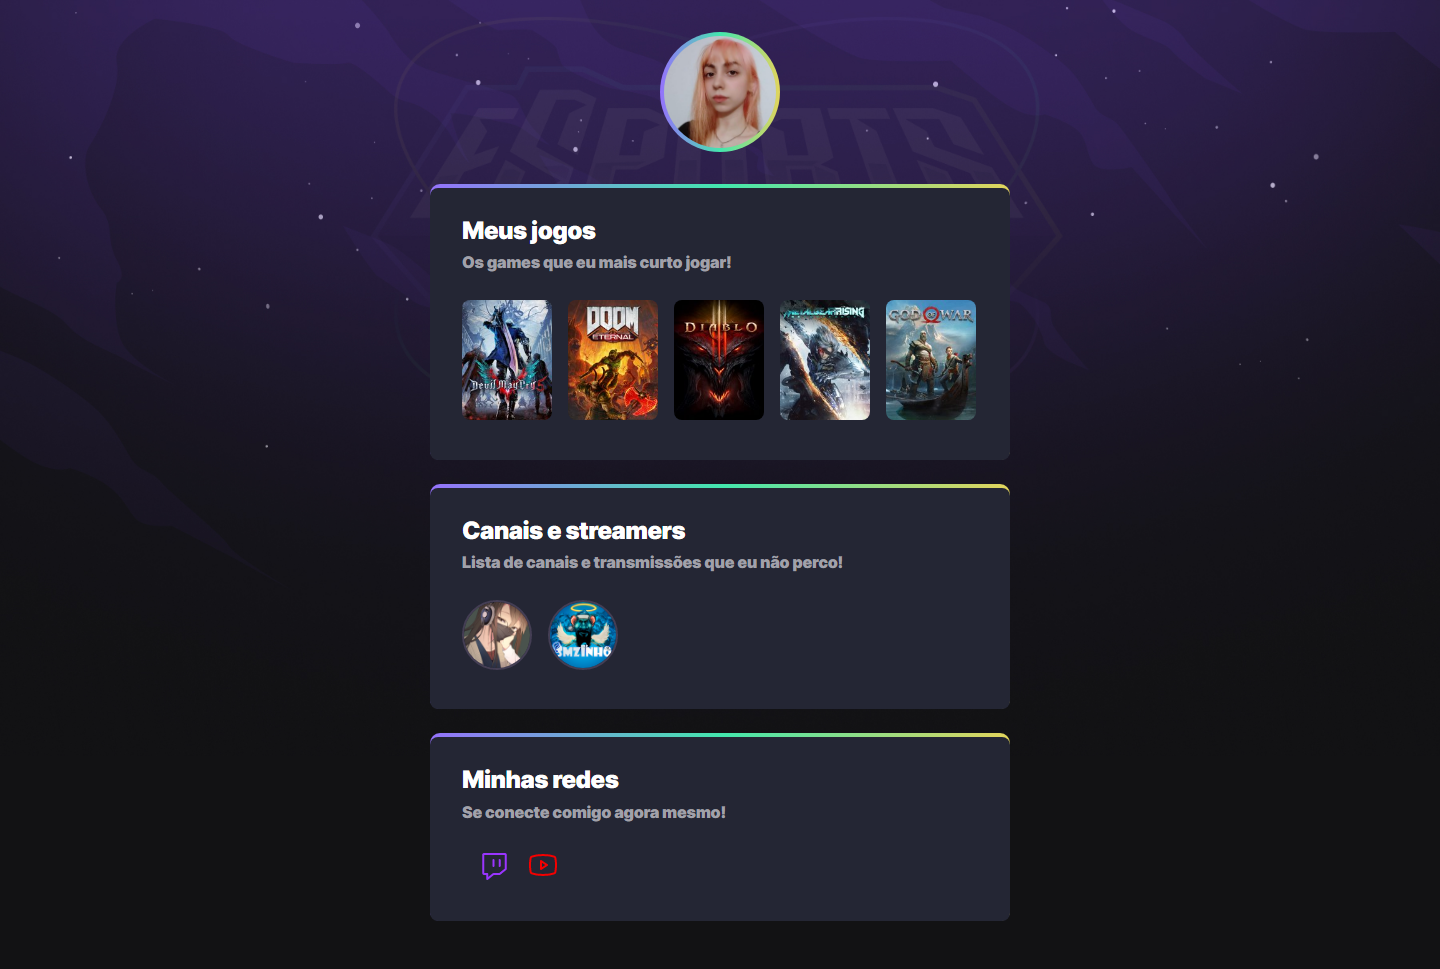 ESPORTS
Meus jogos
Os games que eu mais curto jogar!
Devil May Cry 5
DOOM
ETERNAL
DIABLO
METAL GEAR RISING
GOD OF WAR
Canais e streamers
Lista de canais e transmissões que eu não perco!
Minhas redes
Se conecte comigo agora mesmo!